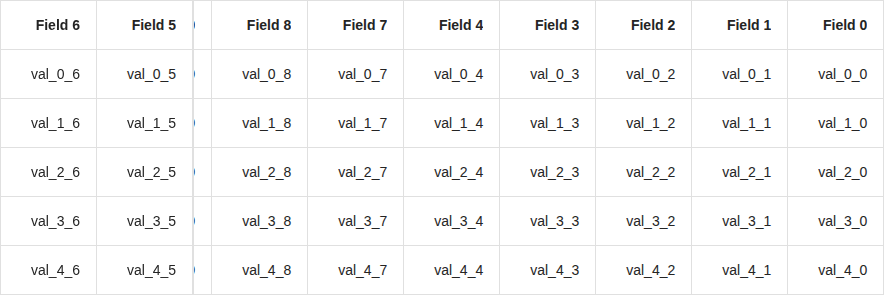 Field 6 Field 5 Field 8 Field 7 Field 4 Field 3 Field 2 Field 1 Field 0
val_0_6 val_0_5 val_0_8 val_0_7 val_0_4 val_0_3 val_0_2 val_0_1 val_0_0
val_1_6 val_1_5 val_1_8 val_1_7 val_1_4 val_1_3 val_1_2 val_1_1 val_1_0
val_2_6 val_2_5 val_2_8 val_2_7 val_2_4 val_2_3 val_2_2 val_2_1 val_2_0
val_3_6 val_3_5 val_3_8 val_3_7 val_3_4 val_3_3 val_3_2 val_3_1 val_3_0
val_4_6 val_4_5 val_4_8 val_4_7 val_4_4 val_4_3 val_4_2 val_4_1 val_4_0